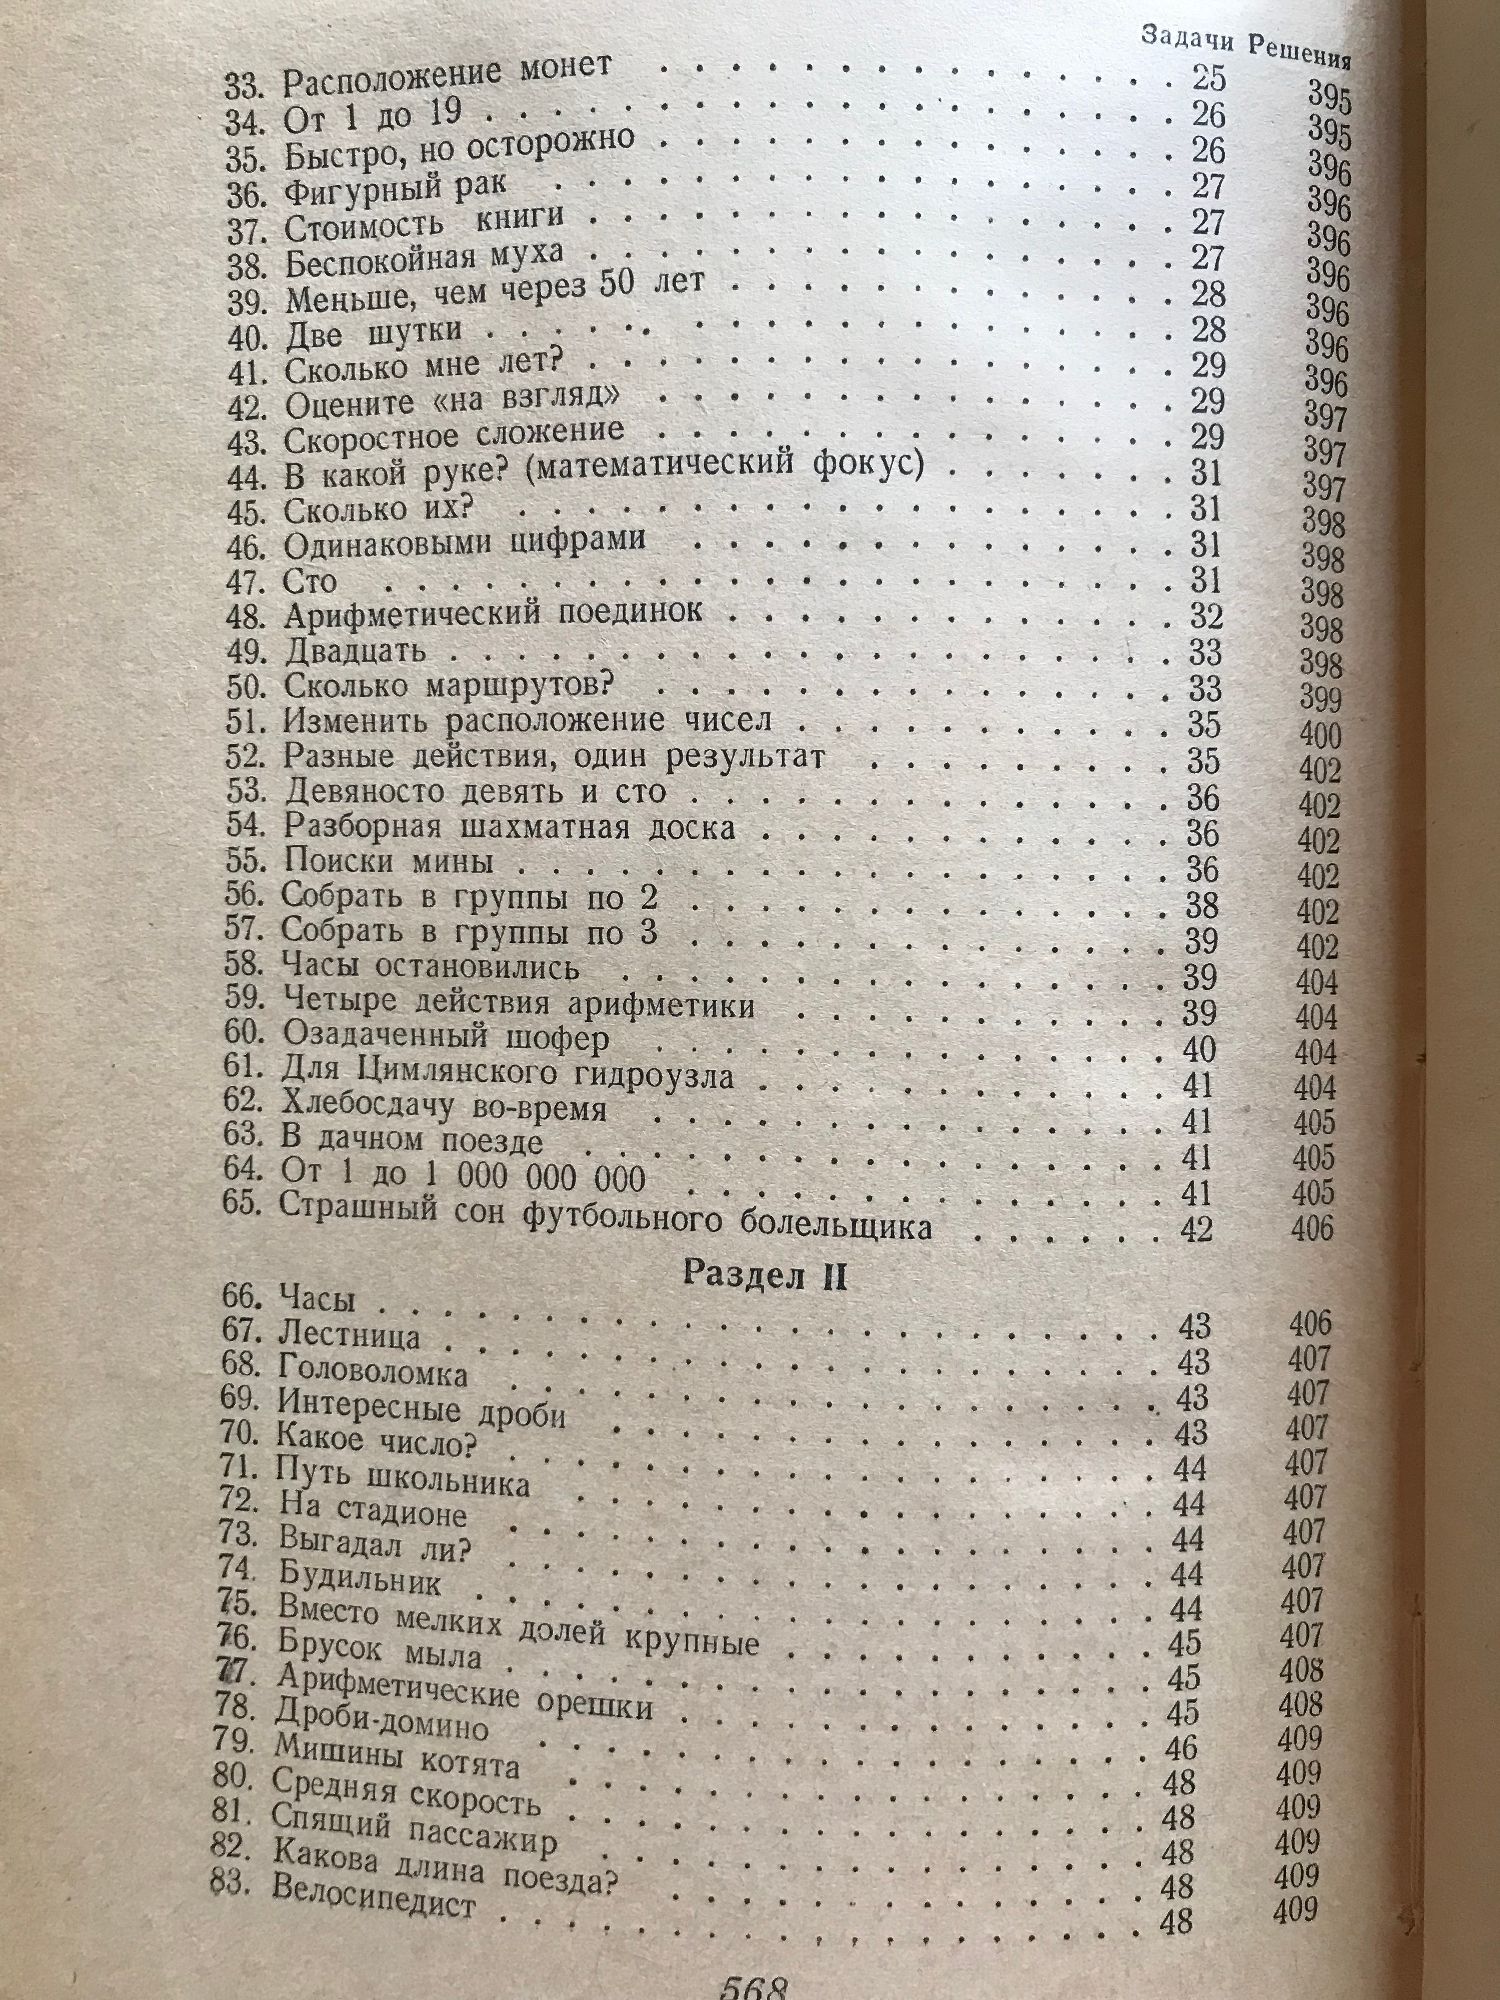 Задачи Решения
33. Расположение монет . . . . . . . . . . . . . . . 25 395
34. От 1 до 19 . . . . . . . . . . . . . . . . . . . . 26 395
35. Быстро, но осторожно . . . . . . . . . . . . . . . 26 396
36. Фигурный рак . . . . . . . . . . . . . . . . . . 27 396
37. Стоимость книги . . . . . . . . . . . . . . . . . 27 396
38. Беспокойная муха . . . . . . . . . . . . . . . . . 27 396
39. Меньше, чем через 50 лет . . . . . . . . . . . . . 28 396
40. Две шутки . . . . . . . . . . . . . . . . . . . . 28 396
41. Сколько мне лет? . . . . . . . . . . . . . . . . . 29 396
42. Оцените «на взгляд» . . . . . . . . . . . . . . . 29 397
43. Скоростное сложение . . . . . . . . . . . . . . . 29 397
44. В какой руке? (математический фокус) . . . . . . . 31 397
45. Сколько их? . . . . . . . . . . . . . . . . . . . 31 398
46. Одинаковыми цифрами . . . . . . . . . . . . . . 31 398
47. Сто . . . . . . . . . . . . . . . . . . . . . . . 31 398
48. Арифметический поединок . . . . . . . . . . . . . 32 398
49. Двадцать . . . . . . . . . . . . . . . . . . . . . 33 398
50. Сколько маршрутов? . . . . . . . . . . . . . . . 33 399
51. Изменить расположение чисел . . . . . . . . . . . 35 400
52. Разные действия, один результат . . . . . . . . . 35 402
53. Девяносто девять и сто . . . . . . . . . . . . . . 36 402
54. Разборная шахматная доска . . . . . . . . . . . . 36 402
55. Поиски мины . . . . . . . . . . . . . . . . . . . 36 402
56. Собрать в группы по 2 . . . . . . . . . . . . . . 38 402
57. Собрать в группы по 3 . . . . . . . . . . . . . . 39 402
58. Часы остановились . . . . . . . . . . . . . . . . 39 404
59. Четыре действия арифметики . . . . . . . . . . . 39 404
60. Озадаченный шофер . . . . . . . . . . . . . . . 40 404
61. Для Цимлянского гидроузла . . . . . . . . . . . . 41 404
62. Хлебосдачу во-время . . . . . . . . . . . . . . . 41 405
63. В дачном поезде . . . . . . . . . . . . . . . . . 41 405
64. От 1 до 1 000 000 000 . . . . . . . . . . . . . . 41 405
65. Страшный сон футбольного болельщика . . . . . . 42 406
Раздел II
66. Часы . . . . . . . . . . . . . . . . . . . . . . . 43 406
67. Лестница . . . . . . . . . . . . . . . . . . . . . 43 407
68. Головоломка . . . . . . . . . . . . . . . . . . . 43 407
69. Интересные дроби . . . . . . . . . . . . . . . . 43 407
70. Какое число? . . . . . . . . . . . . . . . . . . . 44 407
71. Путь школьника . . . . . . . . . . . . . . . . . 44 407
72. На стадионе . . . . . . . . . . . . . . . . . . . 44 407
73. Выгадал ли? . . . . . . . . . . . . . . . . . . . 44 407
74. Будильник . . . . . . . . . . . . . . . . . . . . 44 407
75. Вместо мелких долей крупные . . . . . . . . . . . 45 407
76. Брусок мыла . . . . . . . . . . . . . . . . . . . 45 408
77. Арифметические орешки . . . . . . . . . . . . . . 45 408
78. Дроби-домино . . . . . . . . . . . . . . . . . . 46 409
79. Мишины котята . . . . . . . . . . . . . . . . . 48 409
80. Средняя скорость . . . . . . . . . . . . . . . . . 48 409
81. Спящий пассажир . . . . . . . . . . . . . . . . 48 409
82. Какова длина поезда? . . . . . . . . . . . . . . 48 409
83. Велосипедист . . . . . . . . . . . . . . . . . . . 48 409
568